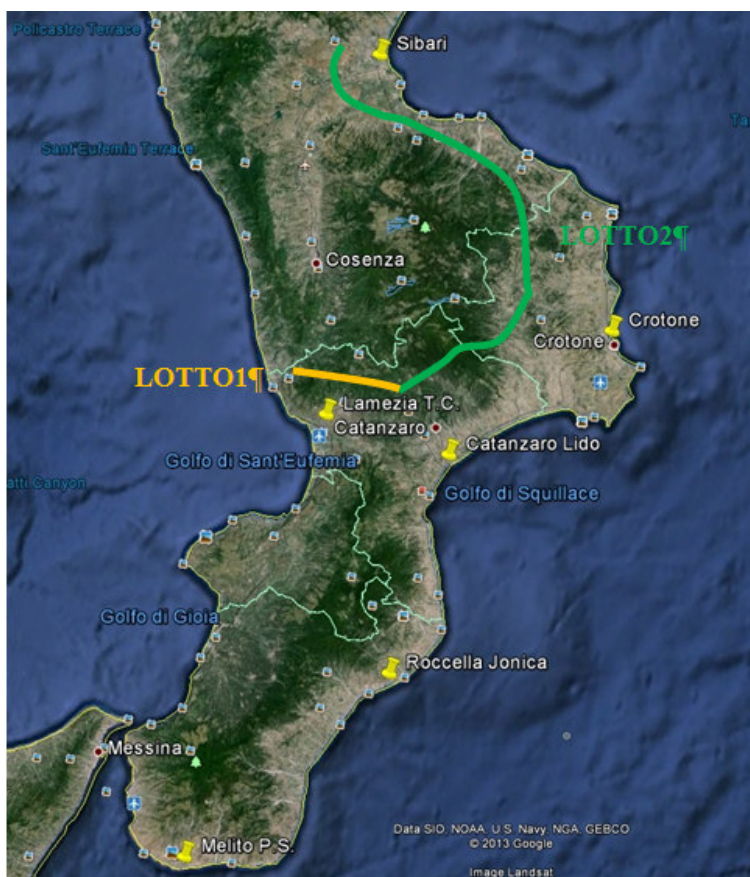 Policastro Terrace
Sibari
Sant'Eufemia Terrace
LOTTO2¶
Cosenza
Crotone
Crotone
LOTTO1¶
Lamezia T.C.
Catanzaro
Catanzaro Lido
Golfo di Sant'Eufemia
atti Canyon
Golfo di Squillace
Golfo di Gioia
Roccella Jonica
Messina
Melito P.S.
Data SIO, NOAA, U.S. Navy, NGA, GEBCO
© 2013 Google
Image Landsat